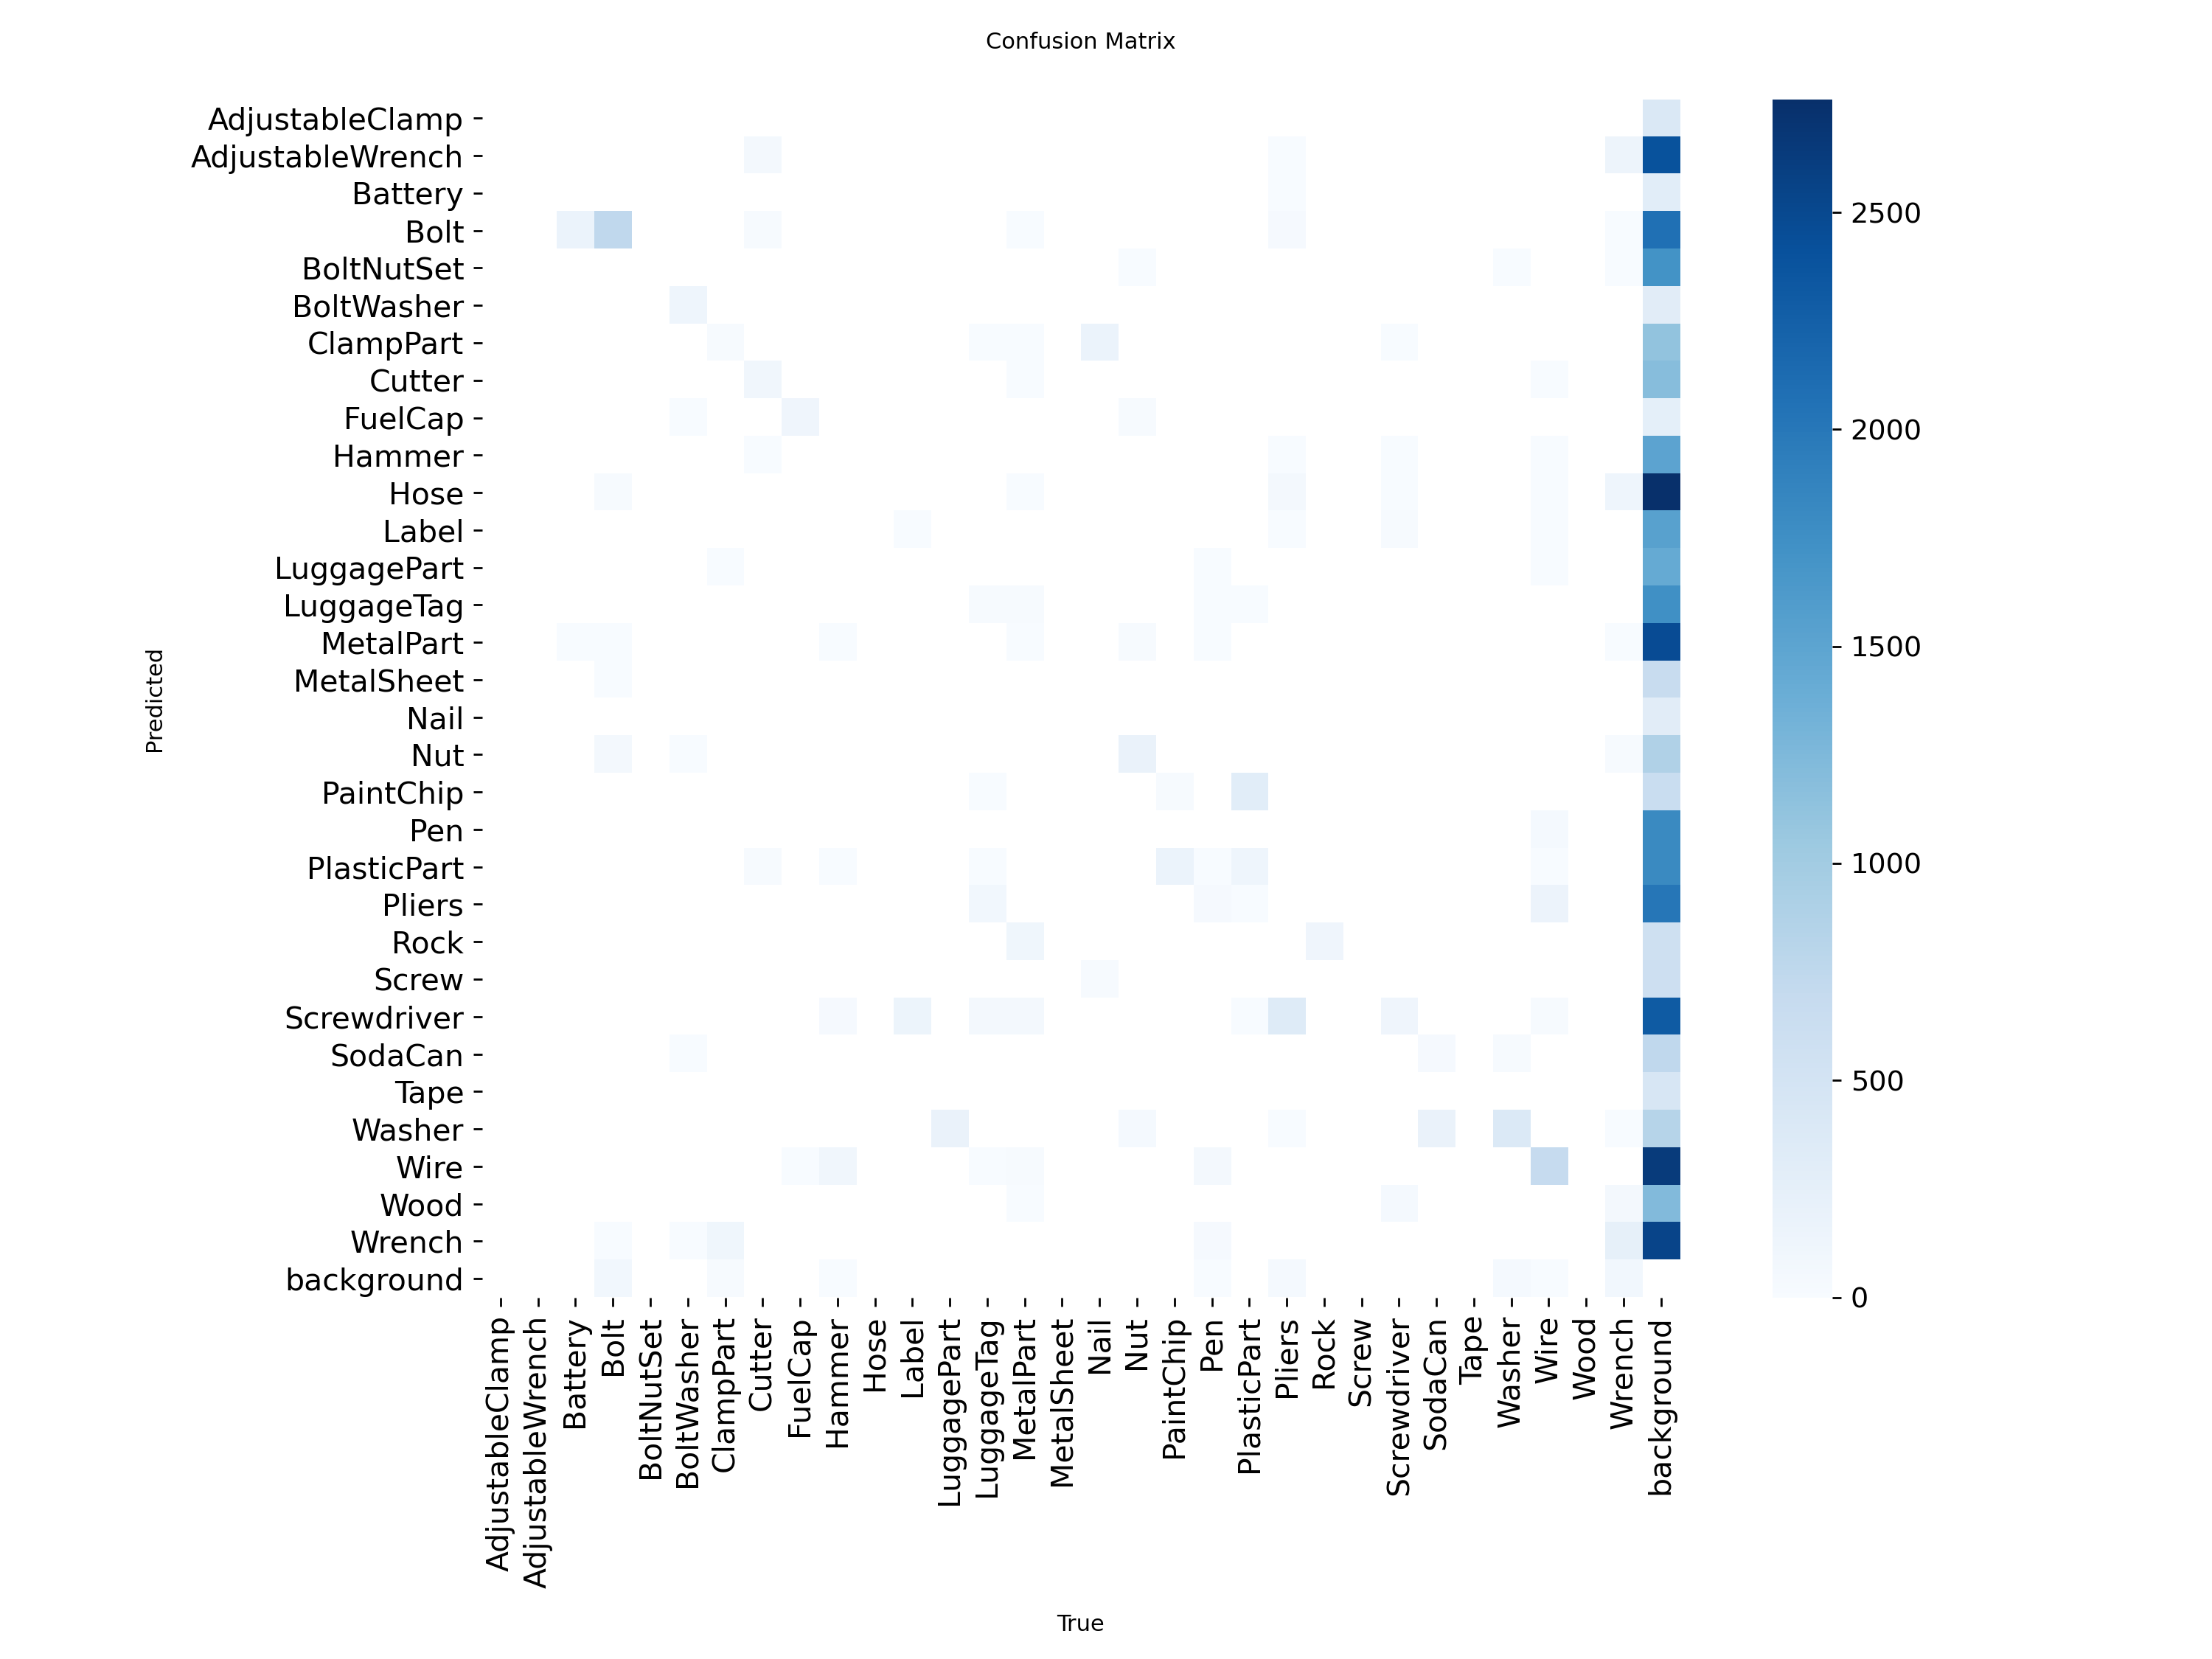 Confusion Matrix
AdjustableClamp
AdjustableWrench
Battery
Bolt
BoltNutSet
BoltWasher
ClampPart
Cutter
FuelCap
Hammer
Hose
Label
LuggagePart
LuggageTag
MetalPart
MetalSheet
Nail
Nut
PaintChip
Pen
PlasticPart
Pliers
Rock
Screw
Screwdriver
SodaCan
Tape
Washer
Wire
Wood
Wrench
background
Predicted
AdjustableClamp
AdjustableWrench
Battery
Bolt
BoltNutSet
BoltWasher
ClampPart
Cutter
FuelCap
Hammer
Hose
Label
LuggagePart
LuggageTag
MetalPart
MetalSheet
Nail
Nut
PaintChip
Pen
PlasticPart
Pliers
Rock
Screw
Screwdriver
SodaCan
Tape
Washer
Wire
Wood
Wrench
background
True
2500
2000
1500
1000
500
0